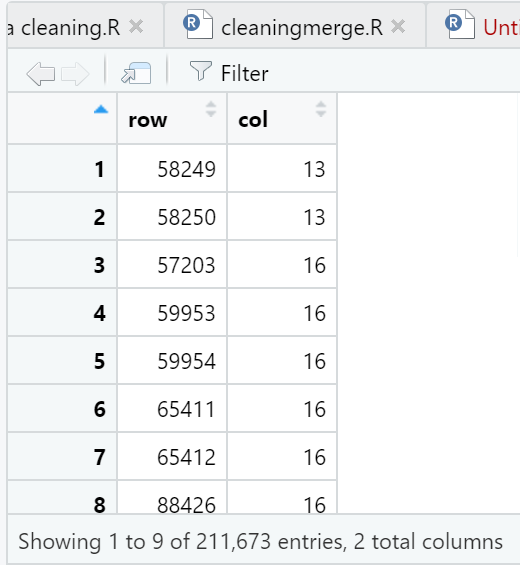 a cleaning.R R cleaningmerge.R R Unti
Filter
row col
1 58249 13
2 58250 13
3 57203 16
4 59953 16
5 59954 16
6 65411 16
7 65412 16
8 88426 16
Showing 1 to 9 of 211,673 entries, 2 total columns